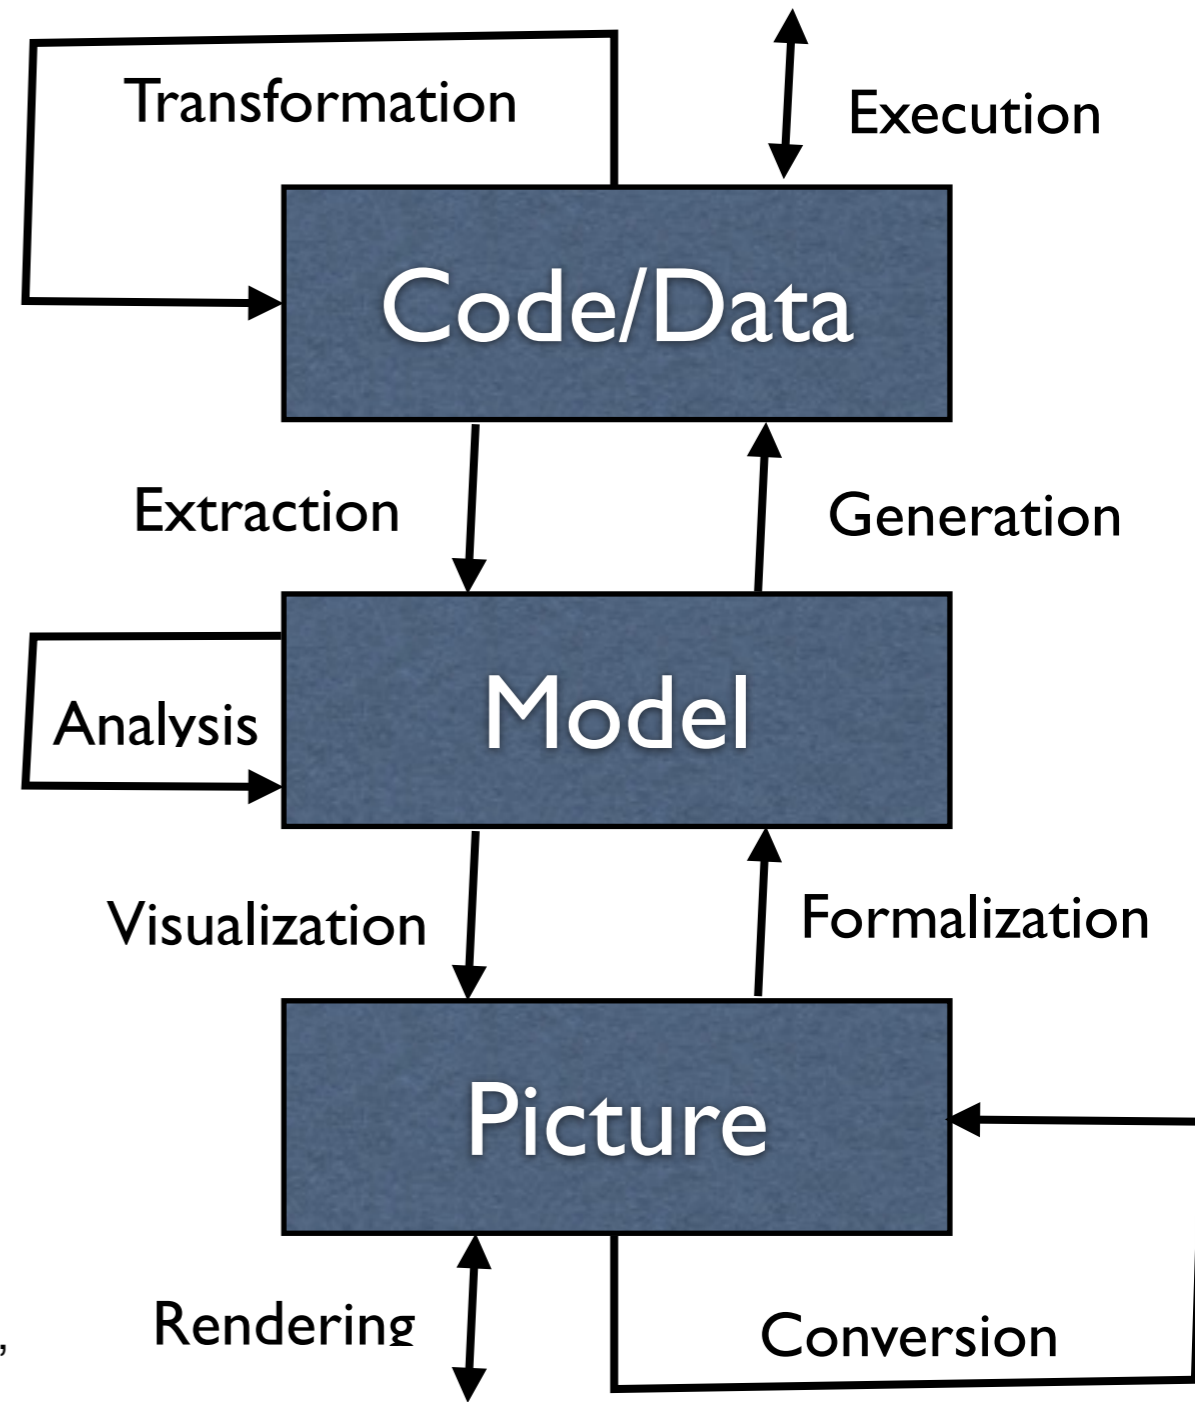 Transformation
Execution
Code/Data
Extraction
Generation
Model
Analysis
Visualization
Formalization
Picture
Rendering
Conversion
,